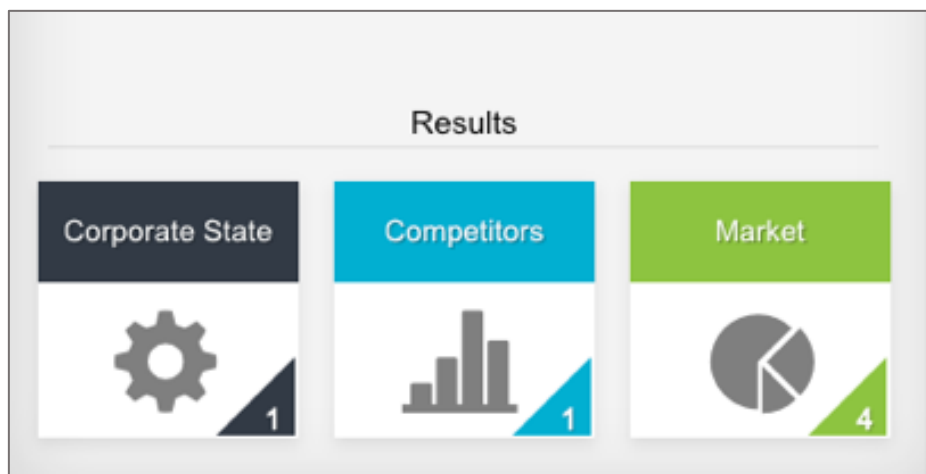 Results
Corporate State
Competitors
Market
1
1
4